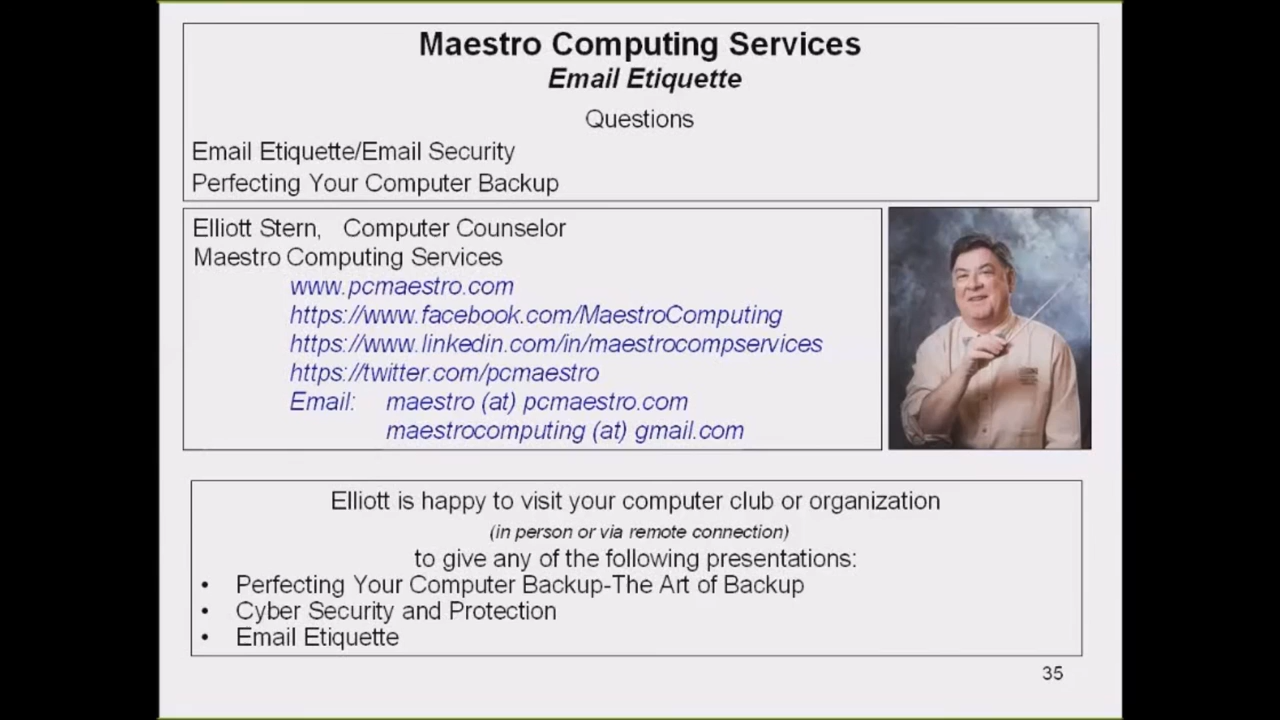 Maestro Computing Services
Email Etiquette
Questions
Email Etiquette/Email Security
Perfecting Your Computer Backup
Elliott Stern, Computer Counselor
Maestro Computing Services
www.pcmaestro.com
https://www.facebook.com/MaestroComputing
https://www.linkedin.com/in/maestrocompservices
https://twitter.com/pcmaestro
Email: maestro (at) pcmaestro.com
maestrocomputing (at) gmail.com
Elliott is happy to visit your computer club or organization
(in person or via remote connection)
to give any of the following presentations:
• Perfecting Your Computer Backup-The Art of Backup
• Cyber Security and Protection
• Email Etiquette
35